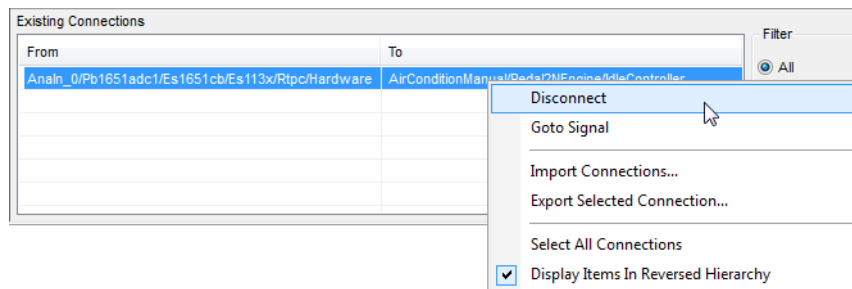 Existing Connections
Filter
From To
All
AnaIn_0/Pb1651adc1/Es1651cb/Es113x/Rtpc/Hardware AirConditionManual/Pedal2NEngine/IdleController
Disconnect
Goto Signal
Import Connections...
Export Selected Connection...
Select All Connections
Display Items In Reversed Hierarchy